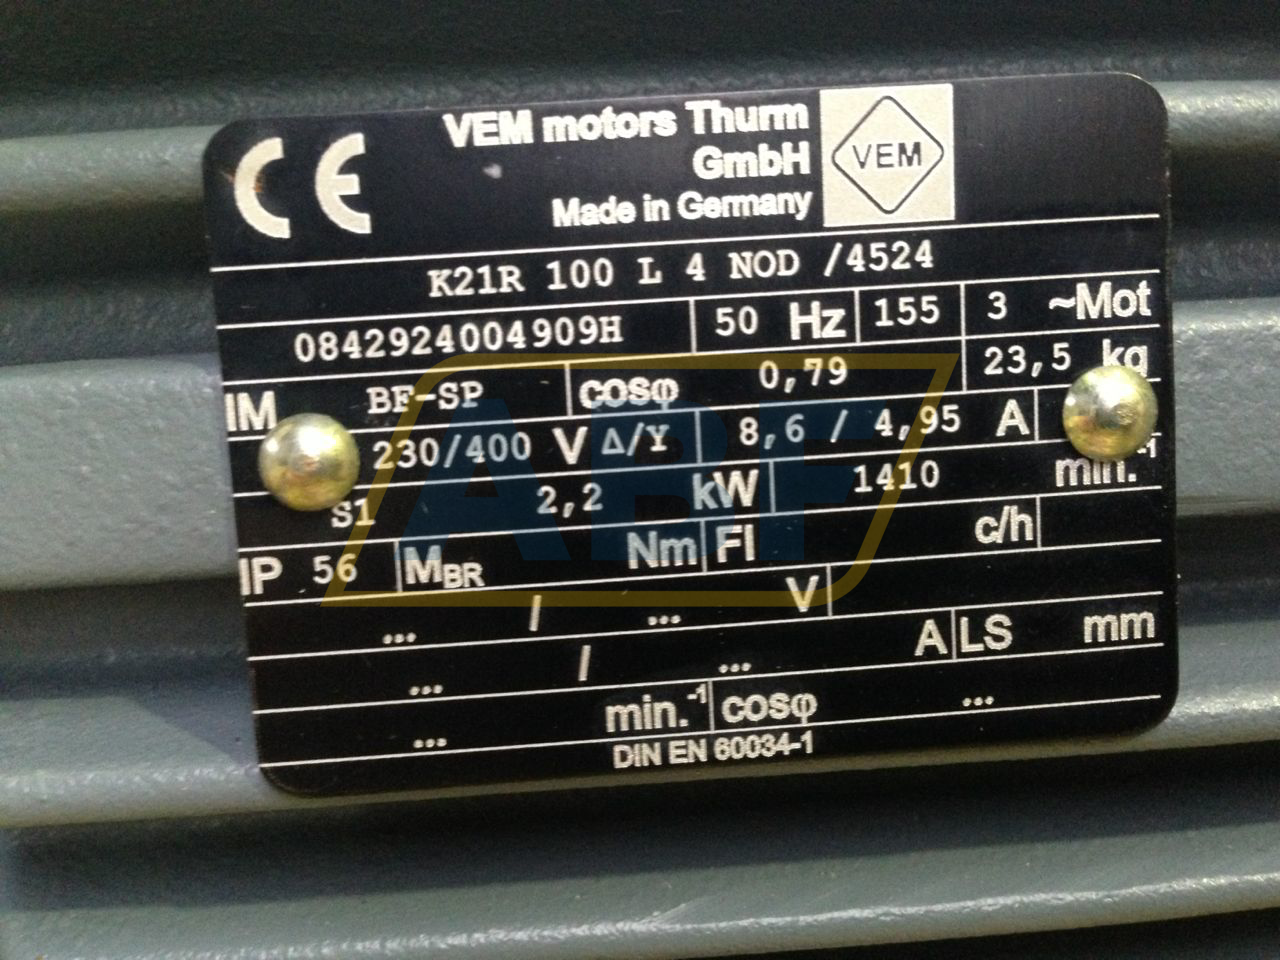 CE
VEM motors Thurm
GmbH
Made in Germany
VEM
K21R 100 L 4 NOD /4524
0842924004909H 50 Hz 155 3 ~Mot
IM BF-SP cosφ 0,79 23,5 kg
230/400 V Δ/Y 8,6 / 4,95 A
S1 2,2 kW 1410 min.-1
IP 56 MBR Nm FI c/h
... / ... V
... / ... A LS mm
... min.-1 cosφ ...
DIN EN 60034-1
ABF